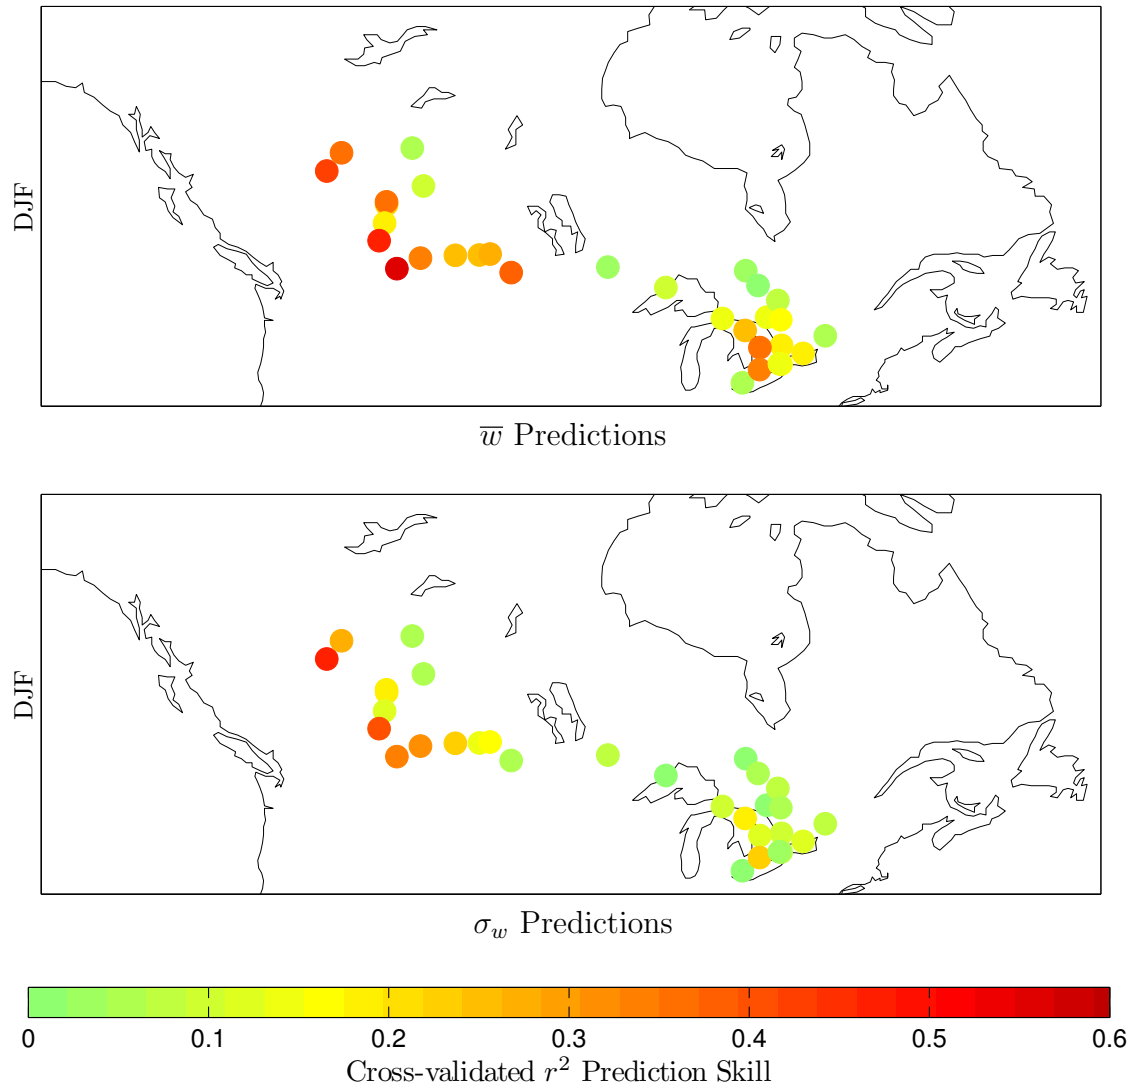 DJF
w̅ Predictions
DJF
σ_w Predictions
0 0.1 0.2 0.3 0.4 0.5 0.6
Cross-validated r² Prediction Skill